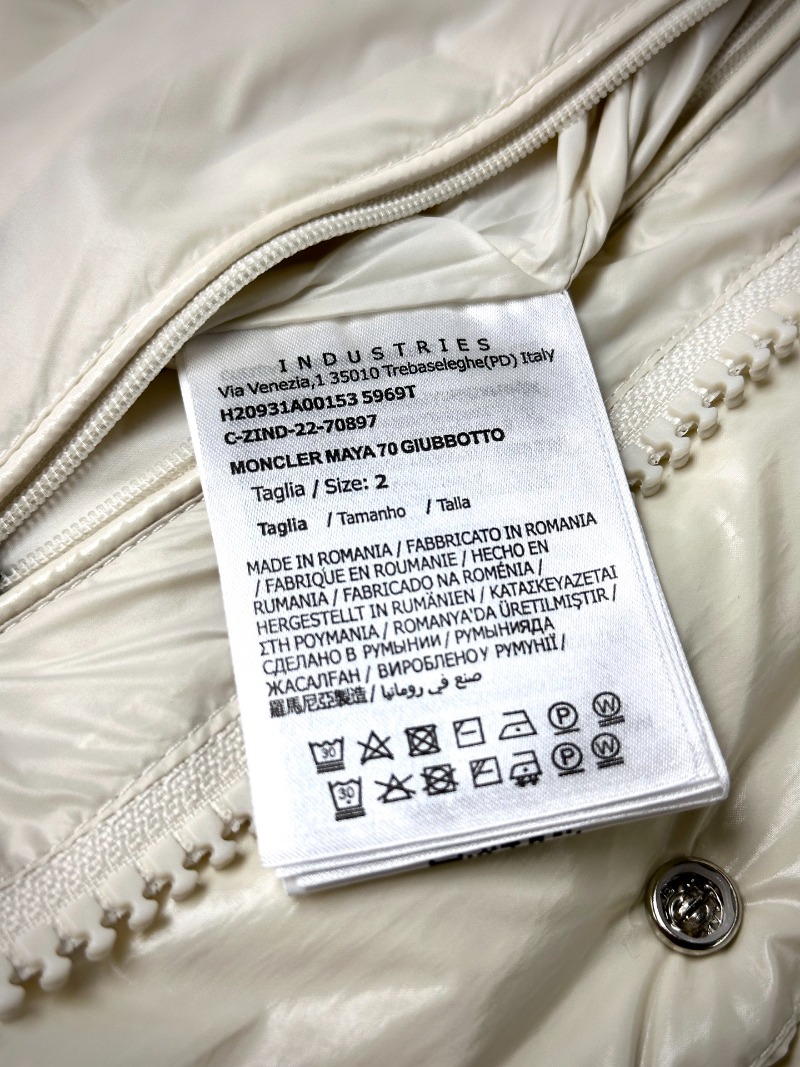 INDUSTRIES
Via Venezia,1 35010 Trebaseleghe(PD) Italy
H20931A00153 5969T
C-ZIND-22-70897
MONCLER MAYA 70 GIUBBOTTO
Taglia / Size: 2
Taglia / Tamanho / Talla
MADE IN ROMANIA / FABBRICATO IN ROMANIA
/ FABRIQUE EN ROUMANIE / HECHO EN
RUMANIA / FABRICADO NA ROMÉNIA /
HERGESTELLT IN RUMÄNIEN / ΚΑΤΑΣΚΕΥΑΖΕΤΑΙ
ΣΤΗ ΡΟΥΜΑΝΙΑ / ROMANYA'DA ÜRETILMIŞTIR /
СДЕЛАНО В РУМЫНИИ / РУМЫНИЯДА
ЖАСАЛҒАН / ВИРОБЛЕНО У РУМУНІЇ /
羅馬尼亞製造 / صنع في رومانيا
30 P W
30 P W